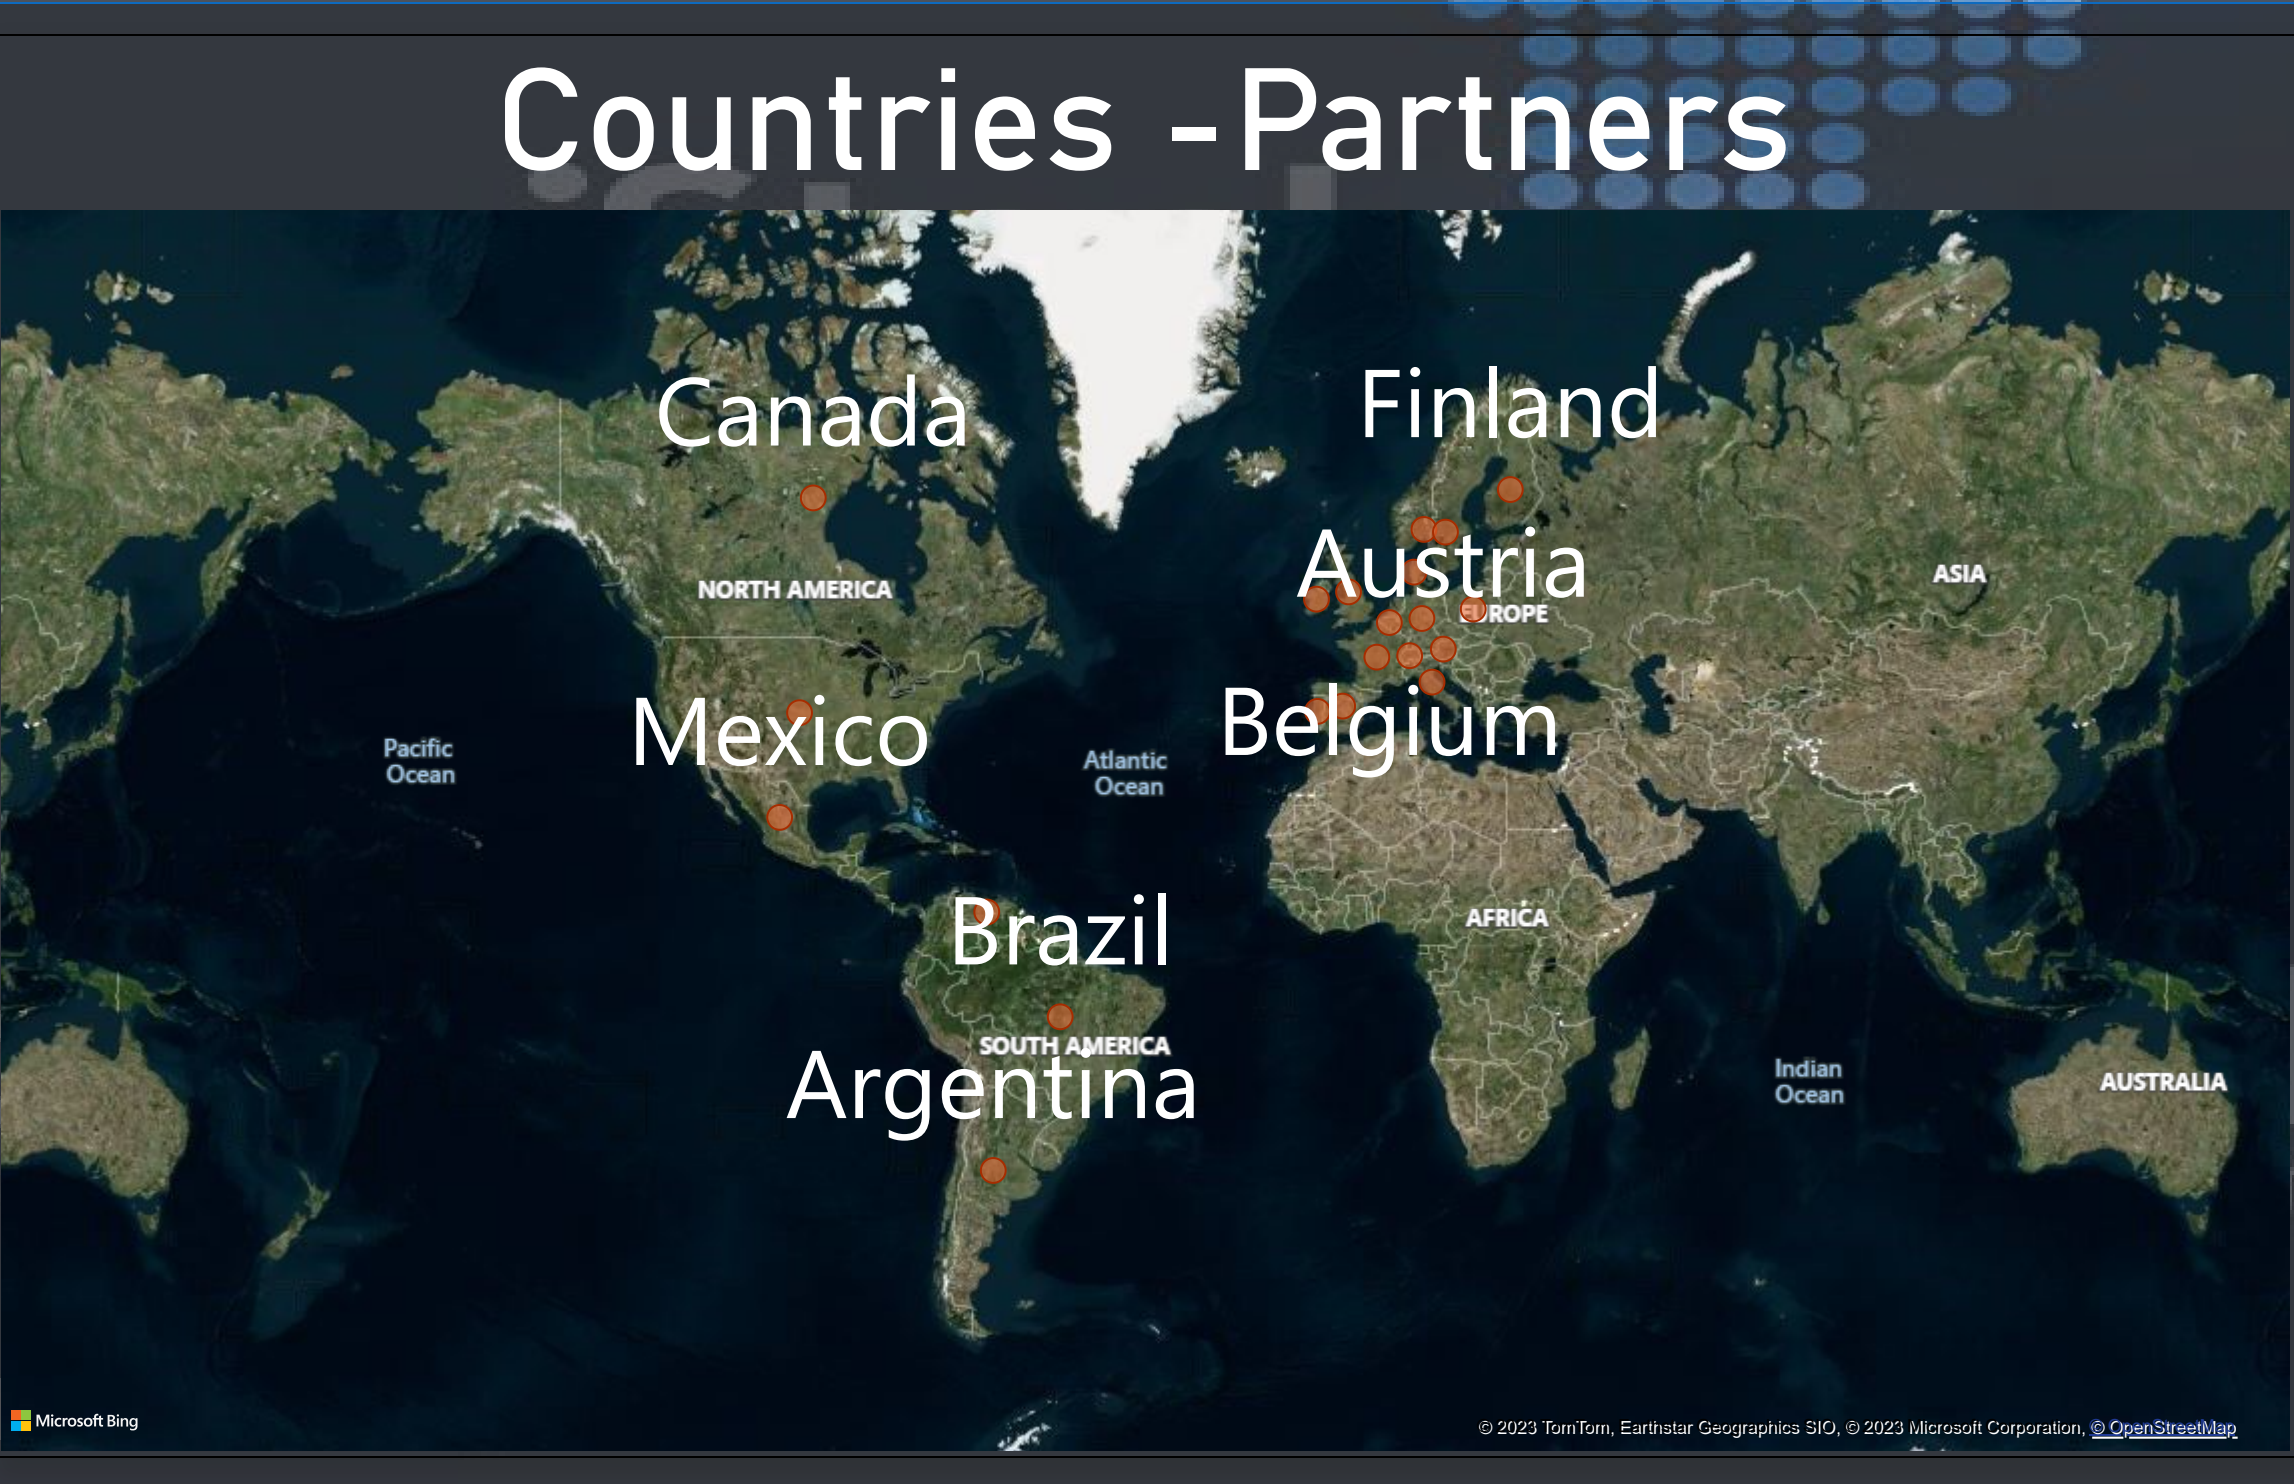 Countries -Partners
Canada
Finland
Austria
NORTH AMERICA
ASIA
EUROPE
Mexico
Belgium
Pacific
Ocean
Atlantic
Ocean
Brazil
AFRICA
SOUTH AMERICA
Argentina
Indian
Ocean
AUSTRALIA
Microsoft Bing
© 2023 TomTom, Earthstar Geographics SIO, © 2023 Microsoft Corporation, © OpenStreetMap